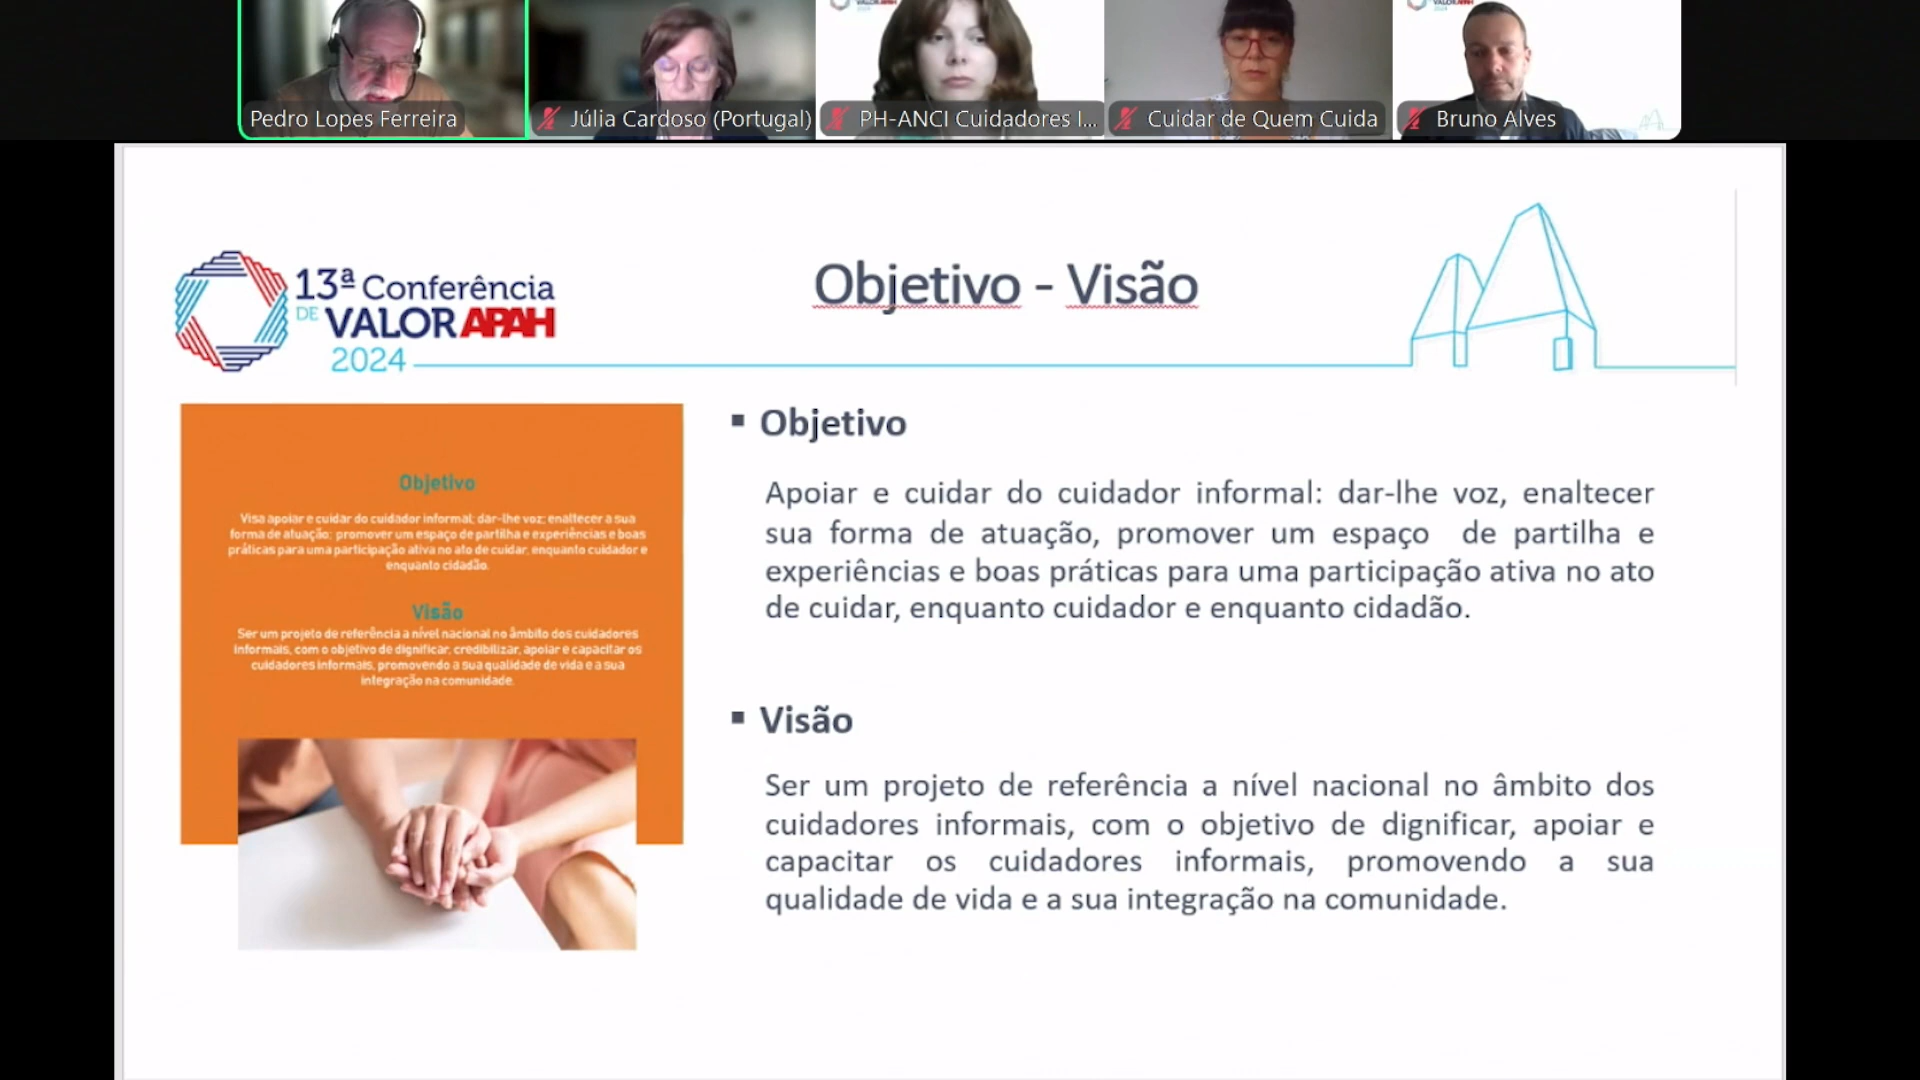 VALOR APAH
VALOR APAH
Pedro Lopes Ferreira
Júlia Cardoso (Portugal)
PH-ANCI Cuidadores I...
Cuidar de Quem Cuida
Bruno Alves
13ª Conferência
DE VALOR APAH
2024
Objetivo - Visão
Objetivo
Visa apoiar e cuidar do cuidador informal; dar-lhe voz; enaltecer a sua
forma de atuação; promover um espaço de partilha e experiências e boas
práticas para uma participação ativa no ato de cuidar, enquanto cuidador e
enquanto cidadão.
Visão
Ser um projeto de referência a nível nacional no âmbito dos cuidadores
informais, com o objetivo de dignificar, credibilizar, apoiar e capacitar os
cuidadores informais, promovendo a sua qualidade de vida e a sua
integração na comunidade.
▪ Objetivo
Apoiar e cuidar do cuidador informal: dar-lhe voz, enaltecer
sua forma de atuação, promover um espaço de partilha e
experiências e boas práticas para uma participação ativa no ato
de cuidar, enquanto cuidador e enquanto cidadão.
▪ Visão
Ser um projeto de referência a nível nacional no âmbito dos
cuidadores informais, com o objetivo de dignificar, apoiar e
capacitar os cuidadores informais, promovendo a sua
qualidade de vida e a sua integração na comunidade.